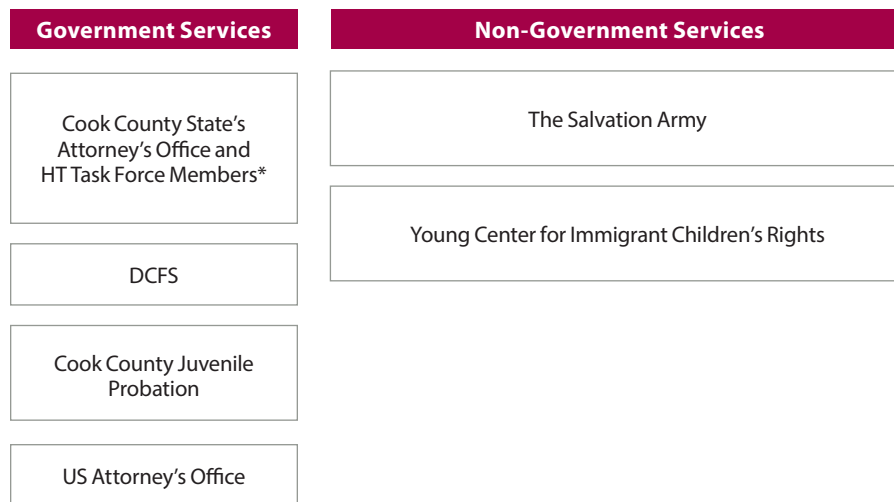 Government Services
Cook County State’s
Attorney’s Office and
HT Task Force Members*
DCFS
Cook County Juvenile
Probation
US Attorney’s Office
Non-Government Services
The Salvation Army
Young Center for Immigrant Children’s Rights